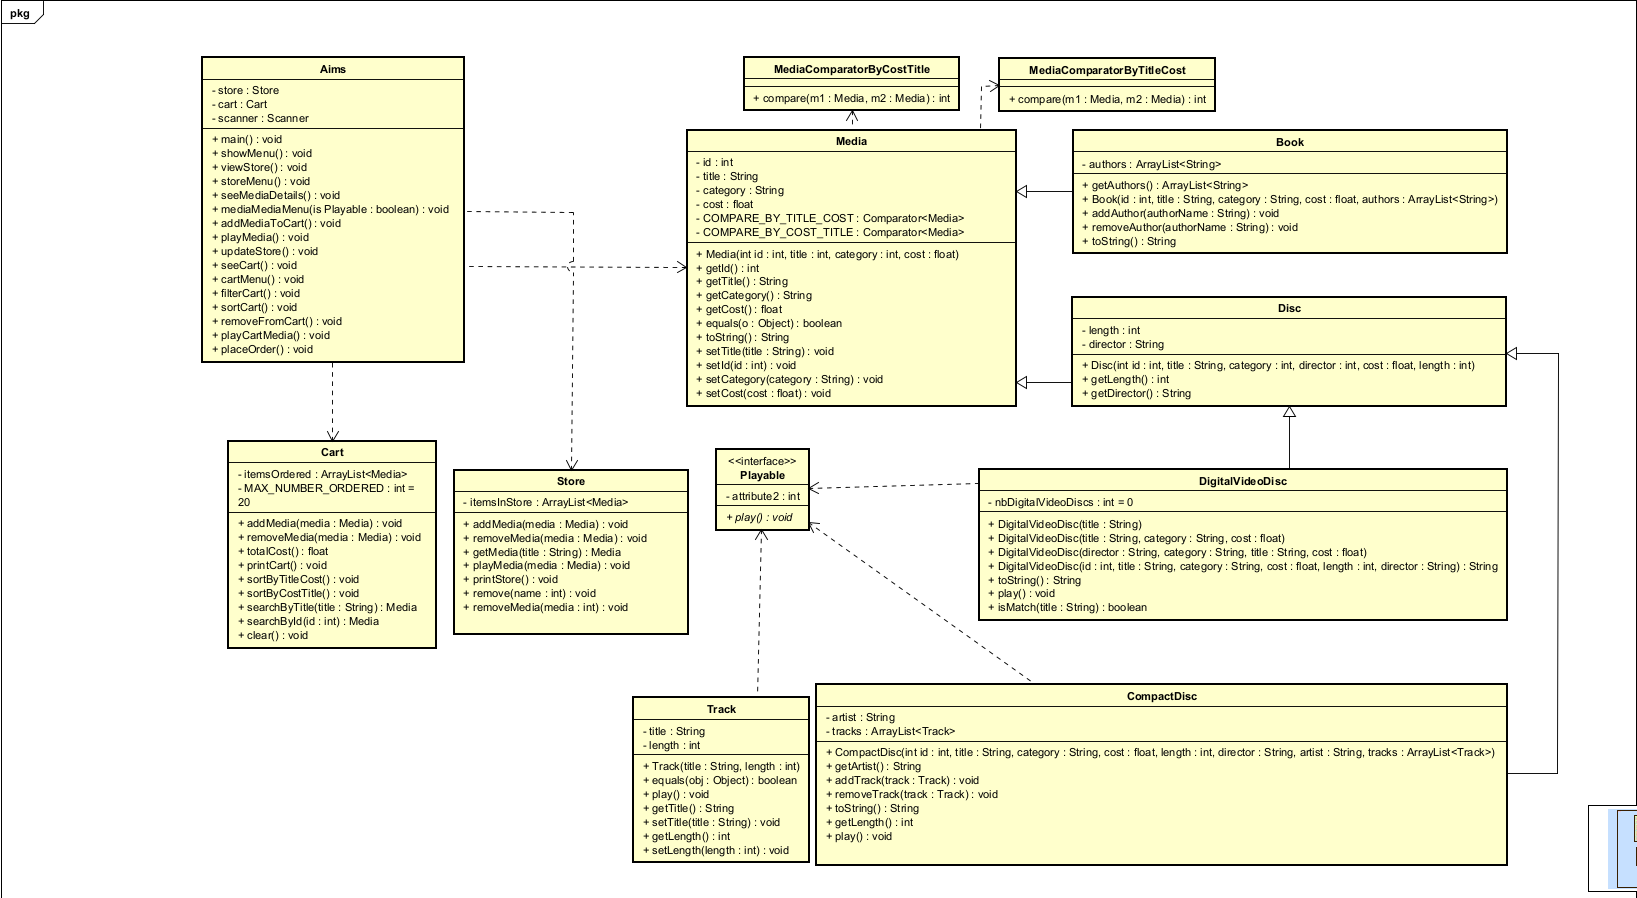 pkg
Aims
- store : Store
- cart : Cart
- scanner : Scanner
+ main() : void
+ showMenu() : void
+ viewStore() : void
+ storeMenu() : void
+ seeMediaDetails() : void
+ mediaMediaMenu(is Playable : boolean) : void
+ addMediaToCart() : void
+ playMedia() : void
+ updateStore() : void
+ seeCart() : void
+ cartMenu() : void
+ filterCart() : void
+ sortCart() : void
+ removeFromCart() : void
+ playCartMedia() : void
+ placeOrder() : void
MediaComparatorByCostTitle
+ compare(m1 : Media, m2 : Media) : int
MediaComparatorByTitleCost
+ compare(m1 : Media, m2 : Media) : int
Media
- id : int
- title : String
- category : String
- cost : float
- COMPARE_BY_TITLE_COST : Comparator<Media>
- COMPARE_BY_COST_TITLE : Comparator<Media>
+ Media(int id : int, title : int, category : int, cost : float)
+ getId() : int
+ getTitle() : String
+ getCategory() : String
+ getCost() : float
+ equals(o : Object) : boolean
+ toString() : String
+ setTitle(title : String) : void
+ setId(id : int) : void
+ setCategory(category : String) : void
+ setCost(cost : float) : void
Book
- authors : ArrayList<String>
+ getAuthors() : ArrayList<String>
+ Book(id : int, title : String, category : String, cost : float, authors : ArrayList<String>)
+ addAuthor(authorName : String) : void
+ removeAuthor(authorName : String) : void
+ toString() : String
Disc
- length : int
- director : String
+ Disc(int id : int, title : String, category : int, director : int, cost : float, length : int)
+ getLength() : int
+ getDirector() : String
Cart
- itemsOrdered : ArrayList<Media>
- MAX_NUMBER_ORDERED : int =
20
+ addMedia(media : Media) : void
+ removeMedia(media : Media) : void
+ totalCost() : float
+ printCart() : void
+ sortByTitleCost() : void
+ sortByCostTitle() : void
+ searchByTitle(title : String) : Media
+ searchById(id : int) : Media
+ clear() : void
Store
- itemsInStore : ArrayList<Media>
+ addMedia(media : Media) : void
+ removeMedia(media : Media) : void
+ getMedia(title : String) : Media
+ playMedia(media : Media) : void
+ printStore() : void
+ remove(name : int) : void
+ removeMedia(media : int) : void
<<interface>>
Playable
- attribute2 : int
+ play() : void
DigitalVideoDisc
- nbDigitalVideoDiscs : int = 0
+ DigitalVideoDisc(title : String)
+ DigitalVideoDisc(title : String, category : String, cost : float)
+ DigitalVideoDisc(director : String, category : String, title : String, cost : float)
+ DigitalVideoDisc(id : int, title : String, category : String, cost : float, length : int, director : String) : String
+ toString() : String
+ play() : void
+ isMatch(title : String) : boolean
Track
- title : String
- length : int
+ Track(title : String, length : int)
+ equals(obj : Object) : boolean
+ play() : void
+ getTitle() : String
+ setTitle(title : String) : void
+ getLength() : int
+ setLength(length : int) : void
CompactDisc
- artist : String
- tracks : ArrayList<Track>
+ CompactDisc(int id : int, title : String, category : String, cost : float, length : int, director : String, artist : String, tracks : ArrayList<Track>)
+ getArtist() : String
+ addTrack(track : Track) : void
+ removeTrack(track : Track) : void
+ toString() : String
+ getLength() : int
+ play() : void